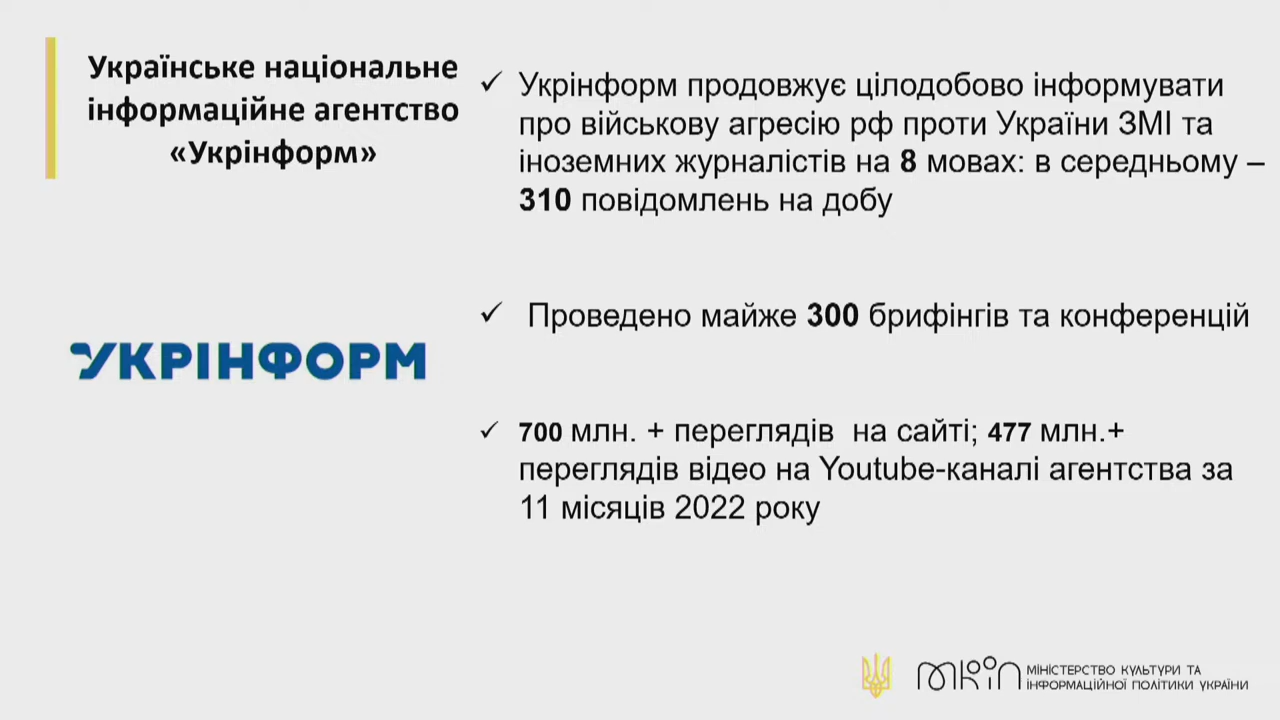 Українське національне
інформаційне агентство
«Укрінформ»
✓ Укрінформ продовжує цілодобово інформувати
про військову агресію рф проти України ЗМІ та
іноземних журналістів на 8 мовах: в середньому –
310 повідомлень на добу
✓ Проведено майже 300 брифінгів та конференцій
УКРІНФОРМ
✓ 700 млн. + переглядів на сайті; 477 млн.+
переглядів відео на Youtube-каналі агентства за
11 місяців 2022 року
МКІП
МІНІСТЕРСТВО КУЛЬТУРИ ТА
ІНФОРМАЦІЙНОЇ ПОЛІТИКИ УКРАЇНИ